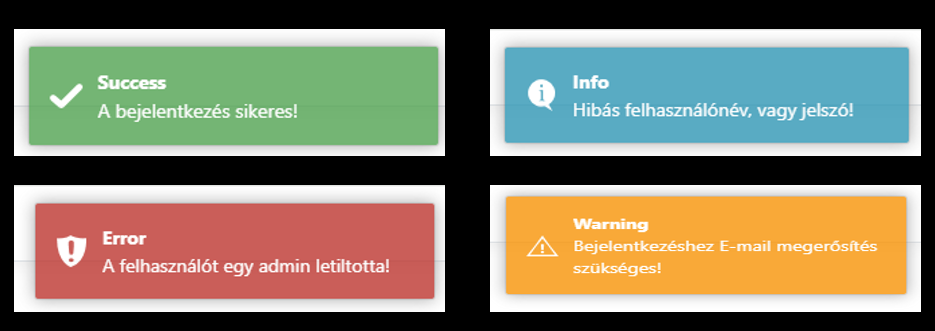 Success
A bejelentkezés sikeres!
Info
Hibás felhasználónév, vagy jelszó!
Error
A felhasználót egy admin letiltotta!
Warning
Bejelentkezéshez E-mail megerősítés
szükséges!